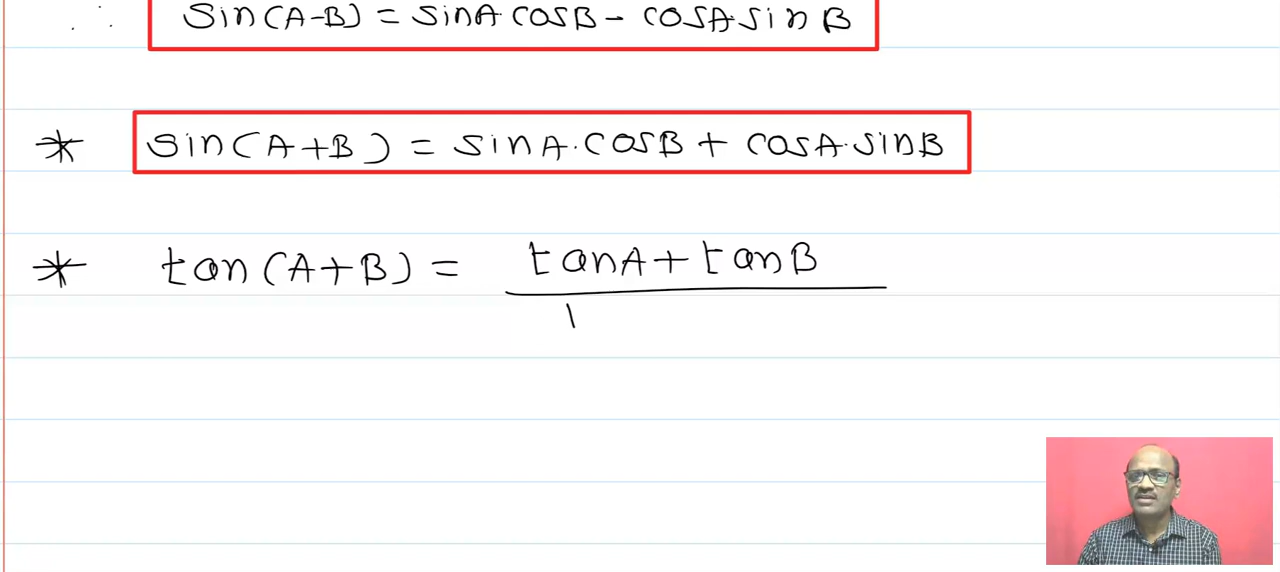 ∴ Sin(A-B) = sinA·cosB - cosA·sinB
* Sin(A+B) = sinA·cosB + cosA·sinB
* tan(A+B) = tanA + tanB
1